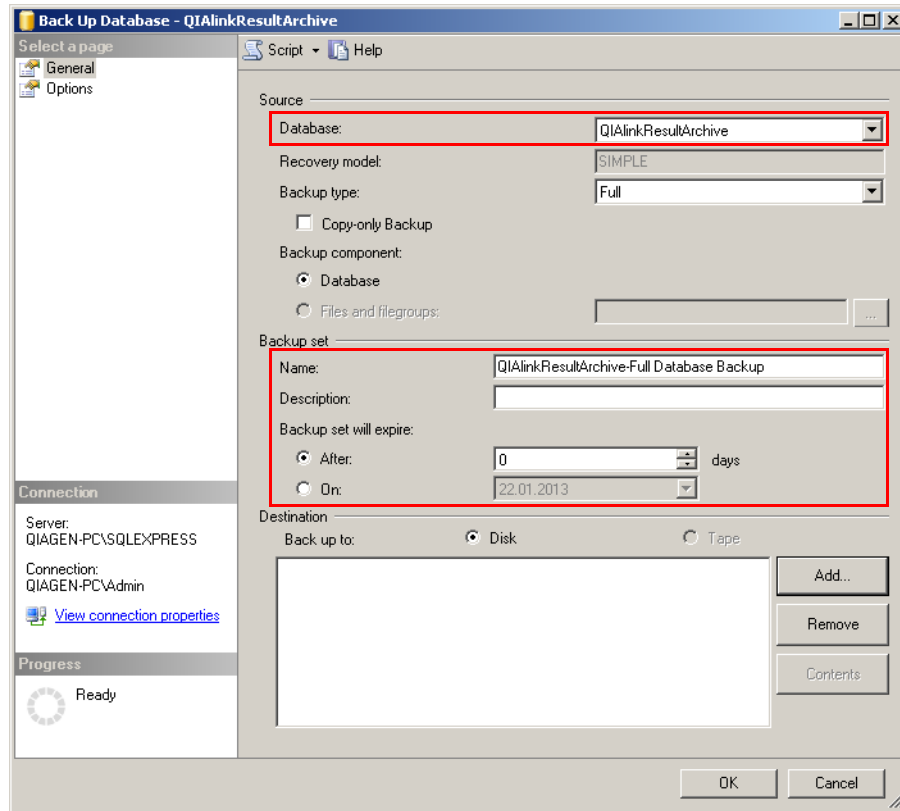 Back Up Database - QIAlinkResultArchive
Select a page
General
Options
Script Help
Source
Database: QIAlinkResultArchive
Recovery model: SIMPLE
Backup type: Full
Copy-only Backup
Backup component:
Database
Files and filegroups: ...
Backup set
Name: QIAlinkResultArchive-Full Database Backup
Description:
Backup set will expire:
After: 0 days
On: 22.01.2013
Destination
Back up to: Disk Tape
Add...
Remove
Contents
Connection
Server:
QIAGEN-PC\SQLEXPRESS
Connection:
QIAGEN-PC\Admin
View connection properties
Progress
Ready
OK Cancel